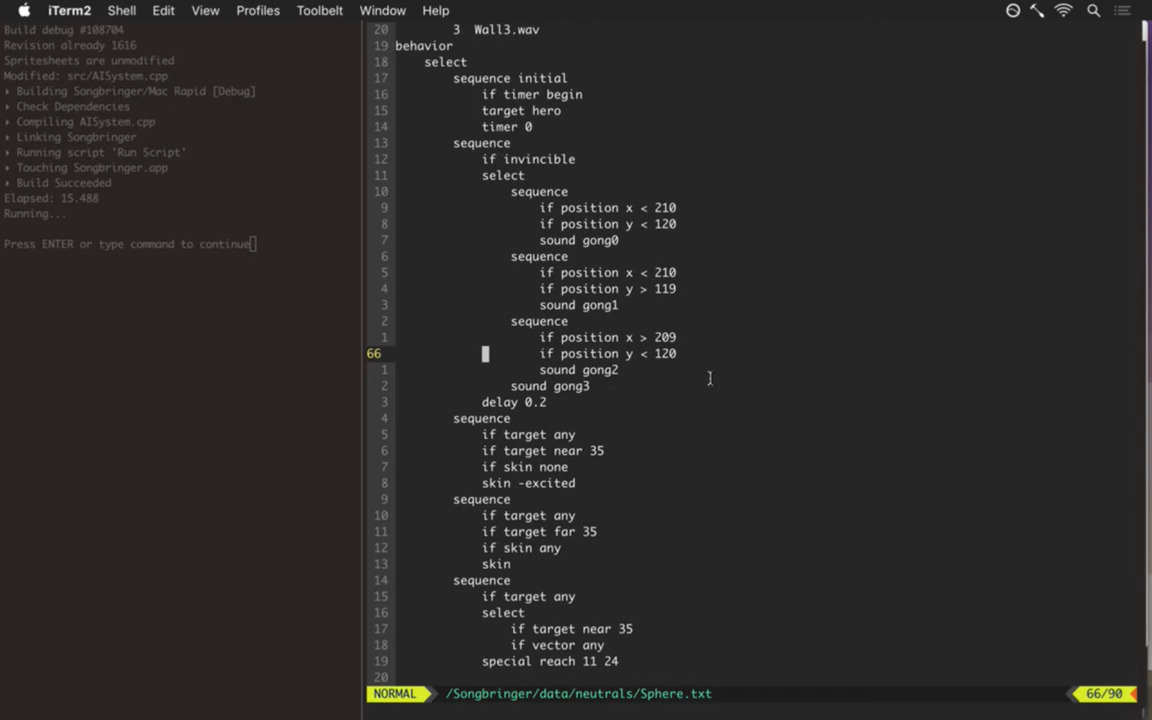 iTerm2 Shell Edit View Profiles Toolbelt Window Help
Build debug #108704
Revision already 1616
Spritesheets are unmodified
Modified: src/AISystem.cpp
▸ Building Songbringer/Mac Rapid [Debug]
▸ Check Dependencies
▸ Compiling AISystem.cpp
▸ Linking Songbringer
▸ Running script 'Run Script'
▸ Touching Songbringer.app
▸ Build Succeeded
Elapsed: 15.488
Running...
Press ENTER or type command to continue
20 3 Wall3.wav
19 behavior
18 select
17 sequence initial
16 if timer begin
15 target hero
14 timer 0
13 sequence
12 if invincible
11 select
10 sequence
9 if position x < 210
8 if position y < 120
7 sound gong0
6 sequence
5 if position x < 210
4 if position y > 119
3 sound gong1
2 sequence
1 if position x > 209
66 if position y < 120
1 sound gong2
2 sound gong3
3 delay 0.2
4 sequence
5 if target any
6 if target near 35
7 if skin none
8 skin -excited
9 sequence
10 if target any
11 if target far 35
12 if skin any
13 skin
14 sequence
15 if target any
16 select
17 if target near 35
18 if vector any
19 special reach 11 24
20
NORMAL /Songbringer/data/neutrals/Sphere.txt 66/90